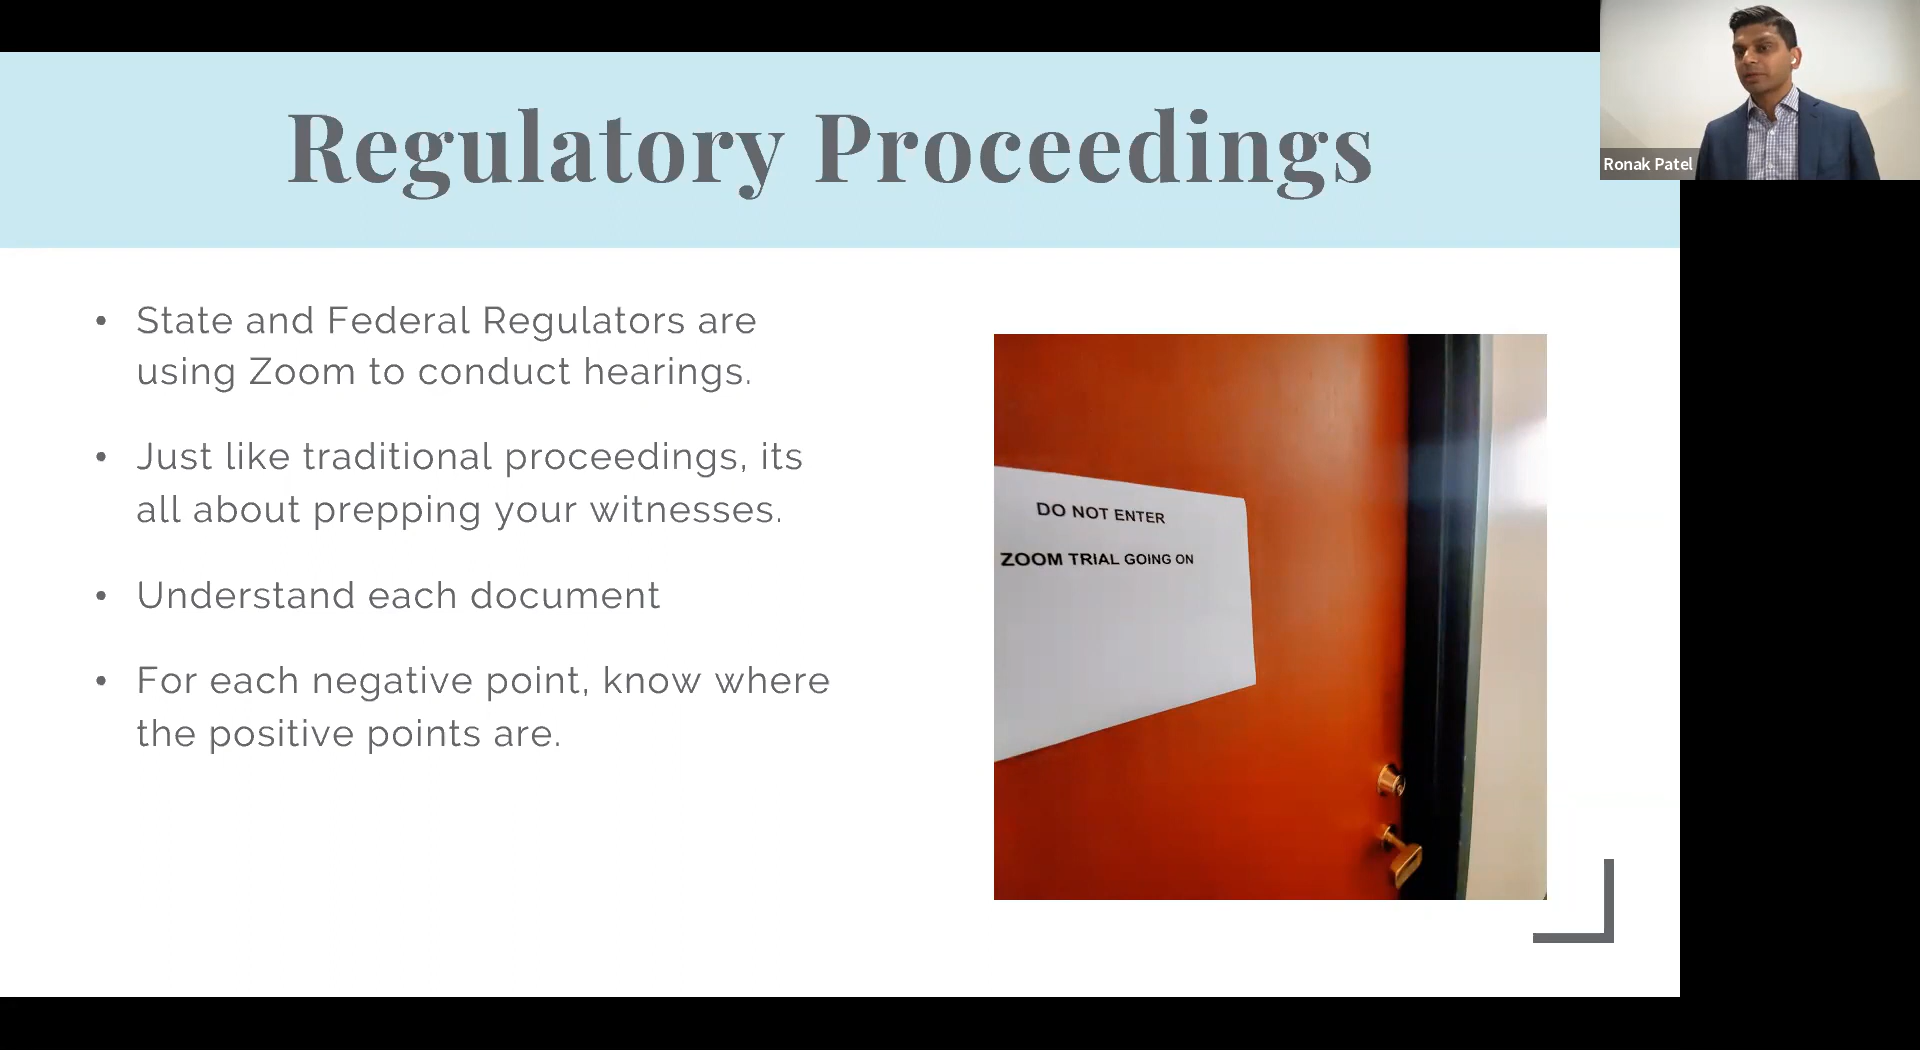 Regulatory Proceedings
Ronak Patel
• State and Federal Regulators are
using Zoom to conduct hearings.
• Just like traditional proceedings, its
all about prepping your witnesses.
• Understand each document
• For each negative point, know where
the positive points are.
DO NOT ENTER
ZOOM TRIAL GOING ON